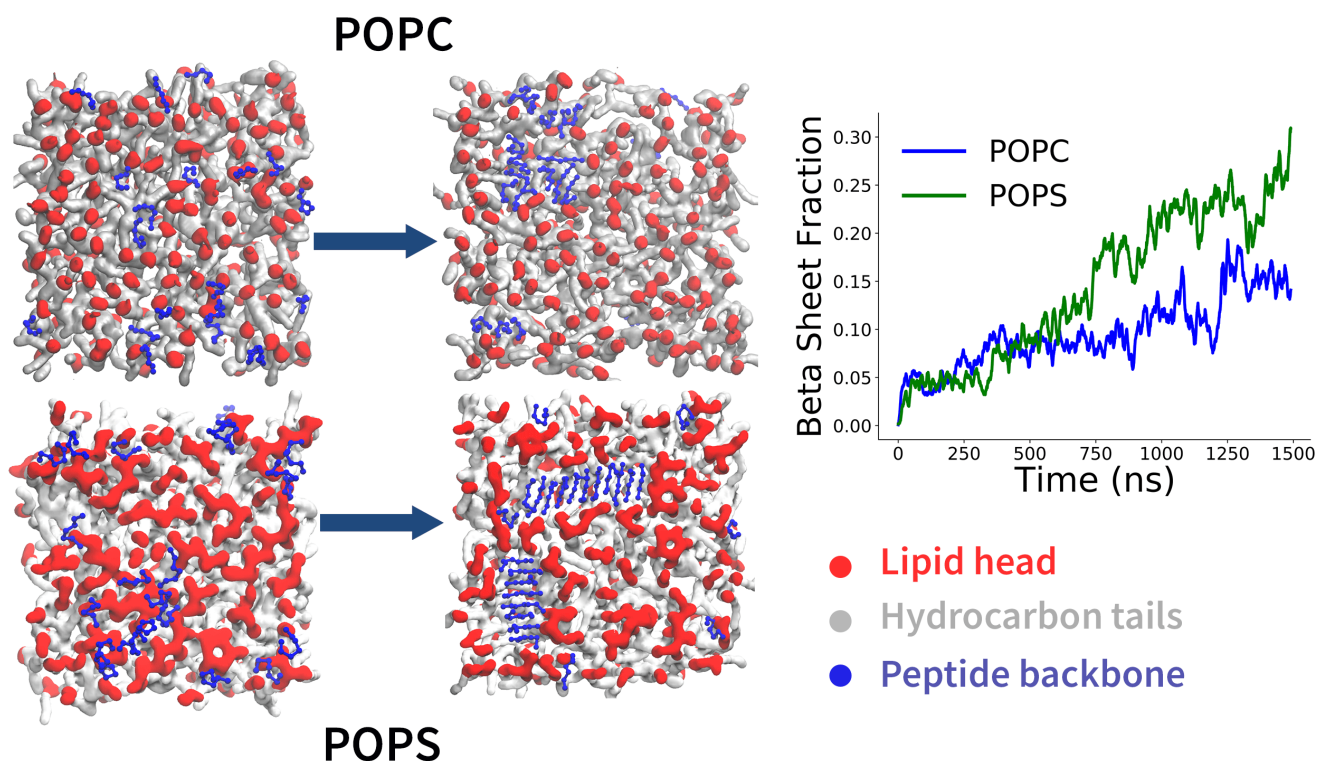 POPC
POPS
Beta Sheet Fraction
0.30
0.25
0.20
0.15
0.10
0.05
0.00
POPC
POPS
0
250
500
750
1000
1250
1500
Time (ns)
Lipid head
Hydrocarbon tails
Peptide backbone